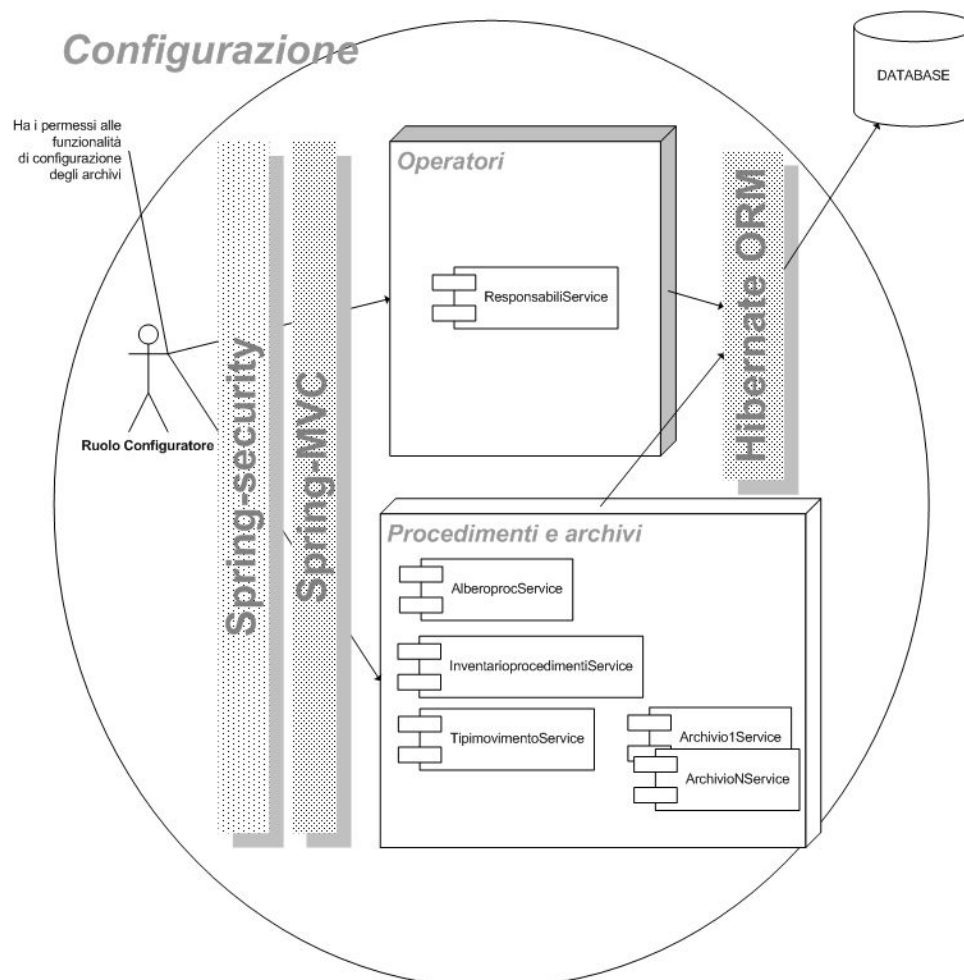 Configurazione
DATABASE
Ha i permessi alle
funzionalità
di configurazione
degli archivi
Operatori
ResponsabiliService
Hibernate ORM
Spring-security
Spring-MVC
Ruolo Configuratore
Procedimenti e archivi
AlberoprocService
InventarioprocedimentiService
TipimovimentoService
Archivio1Service
ArchivioNService